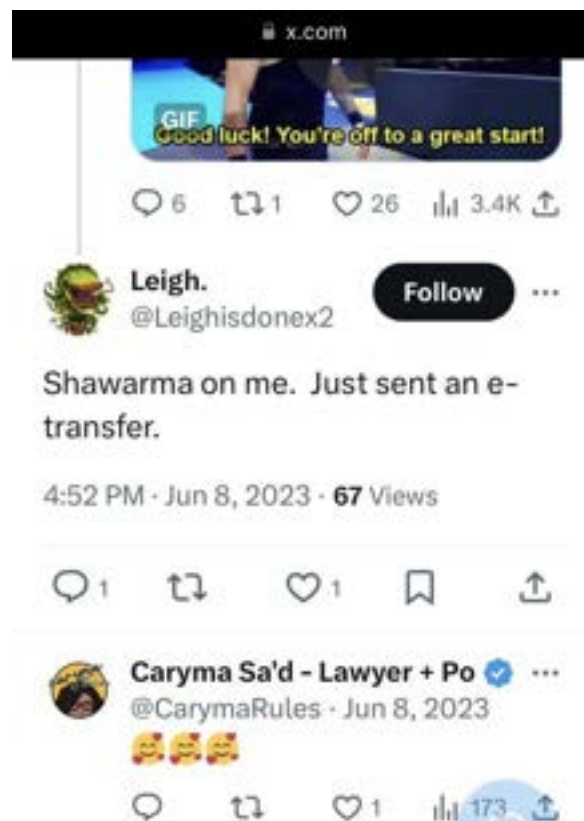 x.com
GIF
Good luck! You're off to a great start!
6 1 26 3.4K
Leigh.
Follow
@Leighisdonex2
Shawarma on me. Just sent an e-
transfer.
4:52 PM · Jun 8, 2023 · 67 Views
1 1
Caryma Sa'd - Lawyer + Po
@CarymaRules · Jun 8, 2023
🥰🥰🥰
1 173